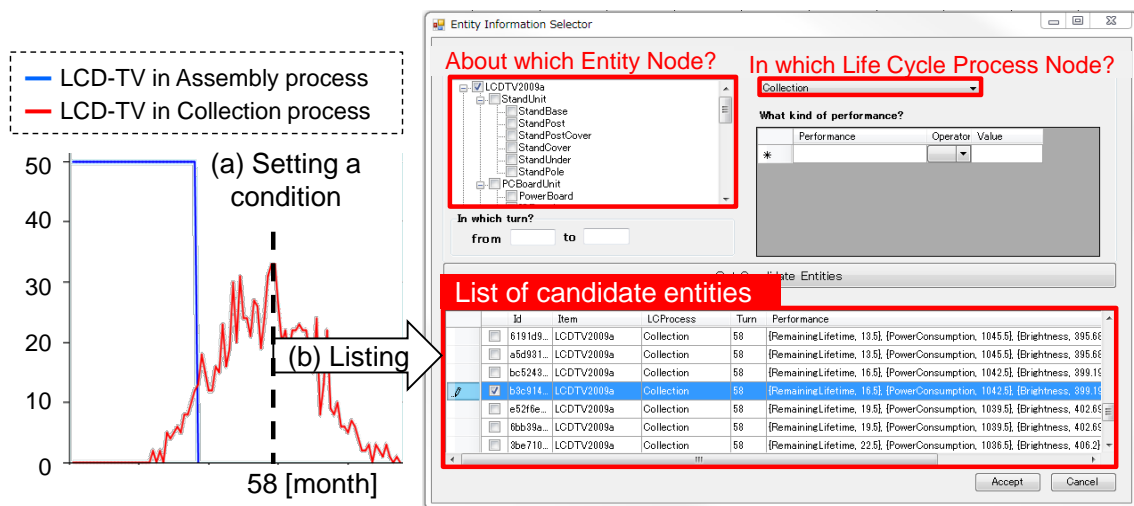 LCD-TV in Assembly process
LCD-TV in Collection process
50
40
30
20
10
0
(a) Setting a
condition
(b) Listing
58 [month]
Entity Information Selector
About which Entity Node?
LCDTV2009a
StandUnit
StandBase
StandPost
StandPostCover
StandCover
StandUnder
StandPole
PCBoardUnit
PowerBoard
In which turn?
from to
In which Life Cycle Process Node?
Collection
What kind of performance?
Performance Operator Value
Entities
List of candidate entities
Id Item LCProcess Turn Performance
6191d9... LCDTV2009a Collection 58 {RemainingLifetime, 13.5}, {PowerConsumption, 1045.5}, {Brightness, 395.68
a5d931... LCDTV2009a Collection 58 {RemainingLifetime, 13.5}, {PowerConsumption, 1045.5}, {Brightness, 395.68
bc5243... LCDTV2009a Collection 58 {RemainingLifetime, 16.5}, {PowerConsumption, 1042.5}, {Brightness, 399.19
b3c914... LCDTV2009a Collection 58 {RemainingLifetime, 16.5}, {PowerConsumption, 1042.5}, {Brightness, 399.19
e52f6e... LCDTV2009a Collection 58 {RemainingLifetime, 19.5}, {PowerConsumption, 1039.5}, {Brightness, 402.69
6bb39a... LCDTV2009a Collection 58 {RemainingLifetime, 19.5}, {PowerConsumption, 1039.5}, {Brightness, 402.69
3be710... LCDTV2009a Collection 58 {RemainingLifetime, 22.5}, {PowerConsumption, 1036.5}, {Brightness, 406.2}
Accept Cancel